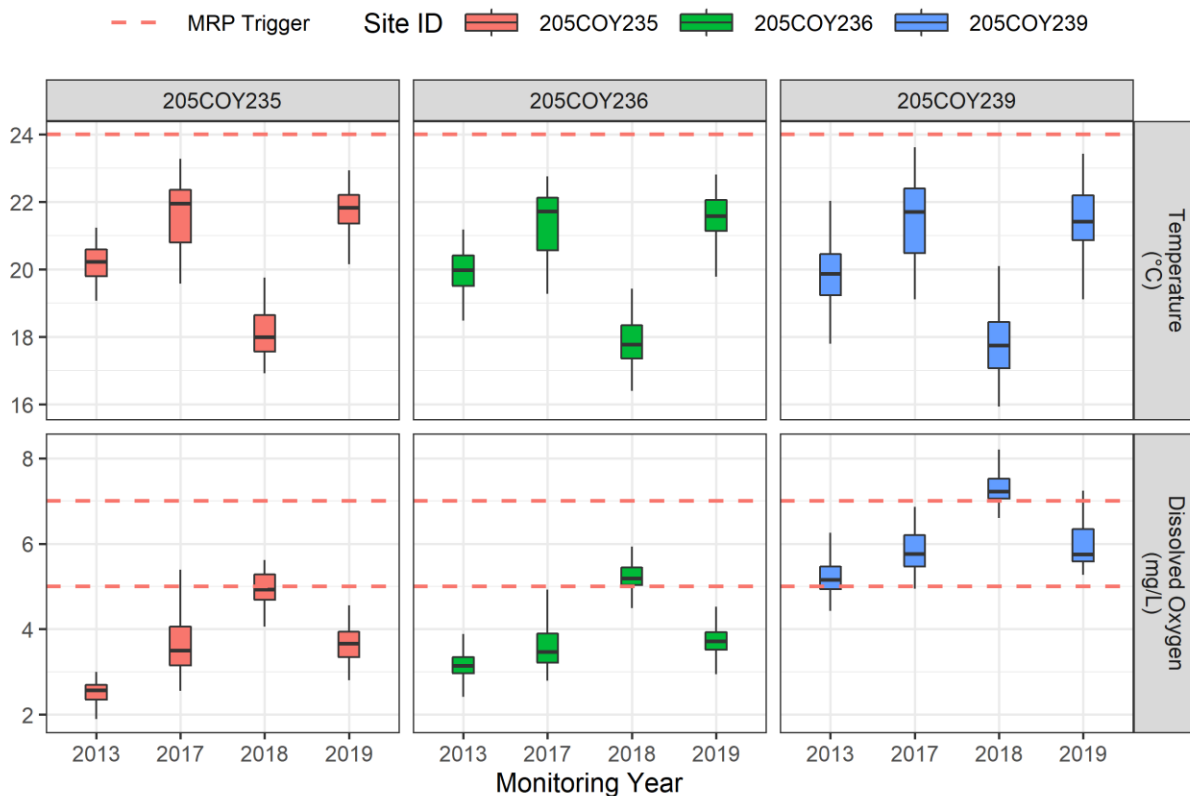 MRP Trigger Site ID 205COY235 205COY236 205COY239
205COY235 205COY236 205COY239
24
22
20
18
16
Temperature
(°C)
8
6
4
2
Dissolved Oxygen
(mg/L)
2013 2017 2018 2019 2013 2017 2018 2019 2013 2017 2018 2019
Monitoring Year